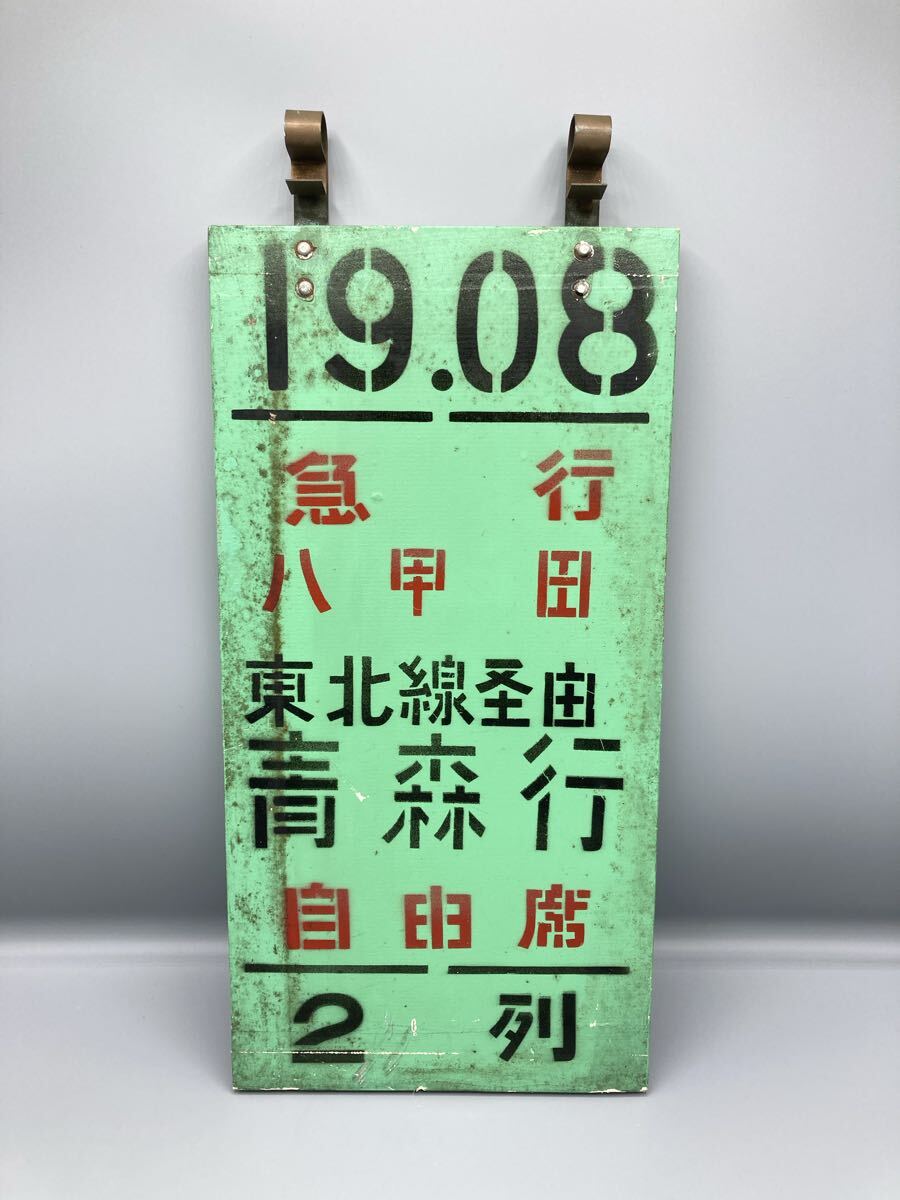 19.08
急行
八甲田
東北線経由
青森行
自由席
2列